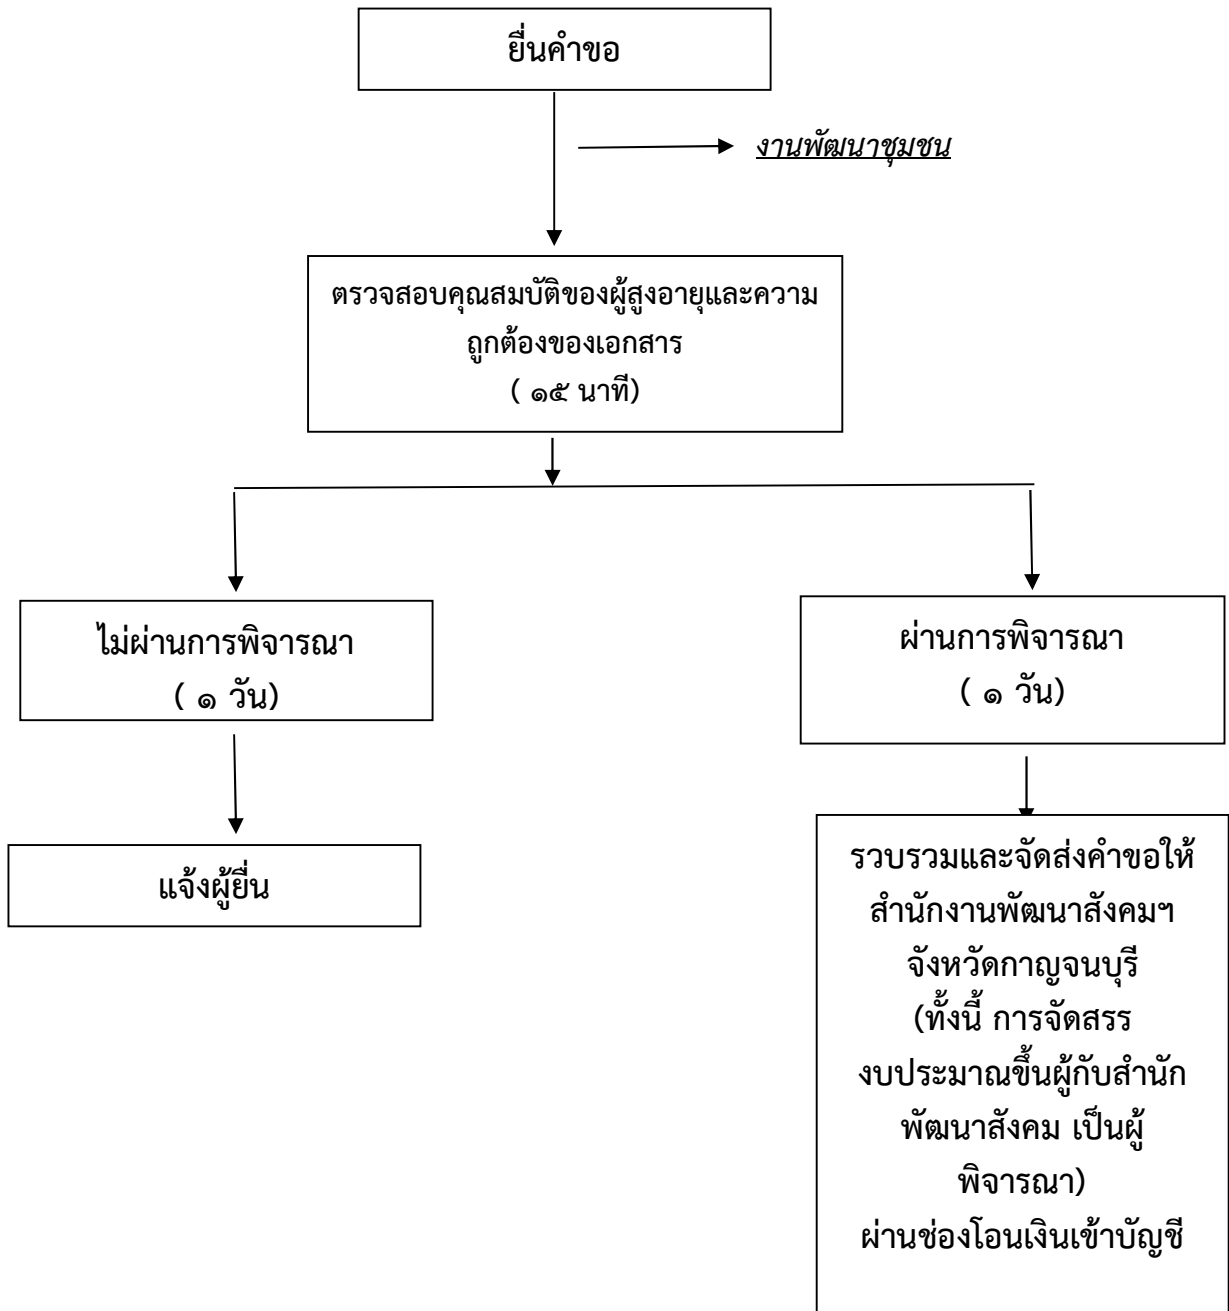 ยื่นคำขอ
งานพัฒนาชุมชน
ตรวจสอบคุณสมบัติของผู้สูงอายุและความ
ถูกต้องของเอกสาร
( ๑๕ นาที)
ไม่ผ่านการพิจารณา
( ๑ วัน)
ผ่านการพิจารณา
( ๑ วัน)
แจ้งผู้ยื่น
รวบรวมและจัดส่งคำขอให้
สำนักงานพัฒนาสังคมฯ
จังหวัดกาญจนบุรี
(ทั้งนี้ การจัดสรร
งบประมาณขึ้นผู้กับสำนัก
พัฒนาสังคม เป็นผู้
พิจารณา)
ผ่านช่องโอนเงินเข้าบัญชี